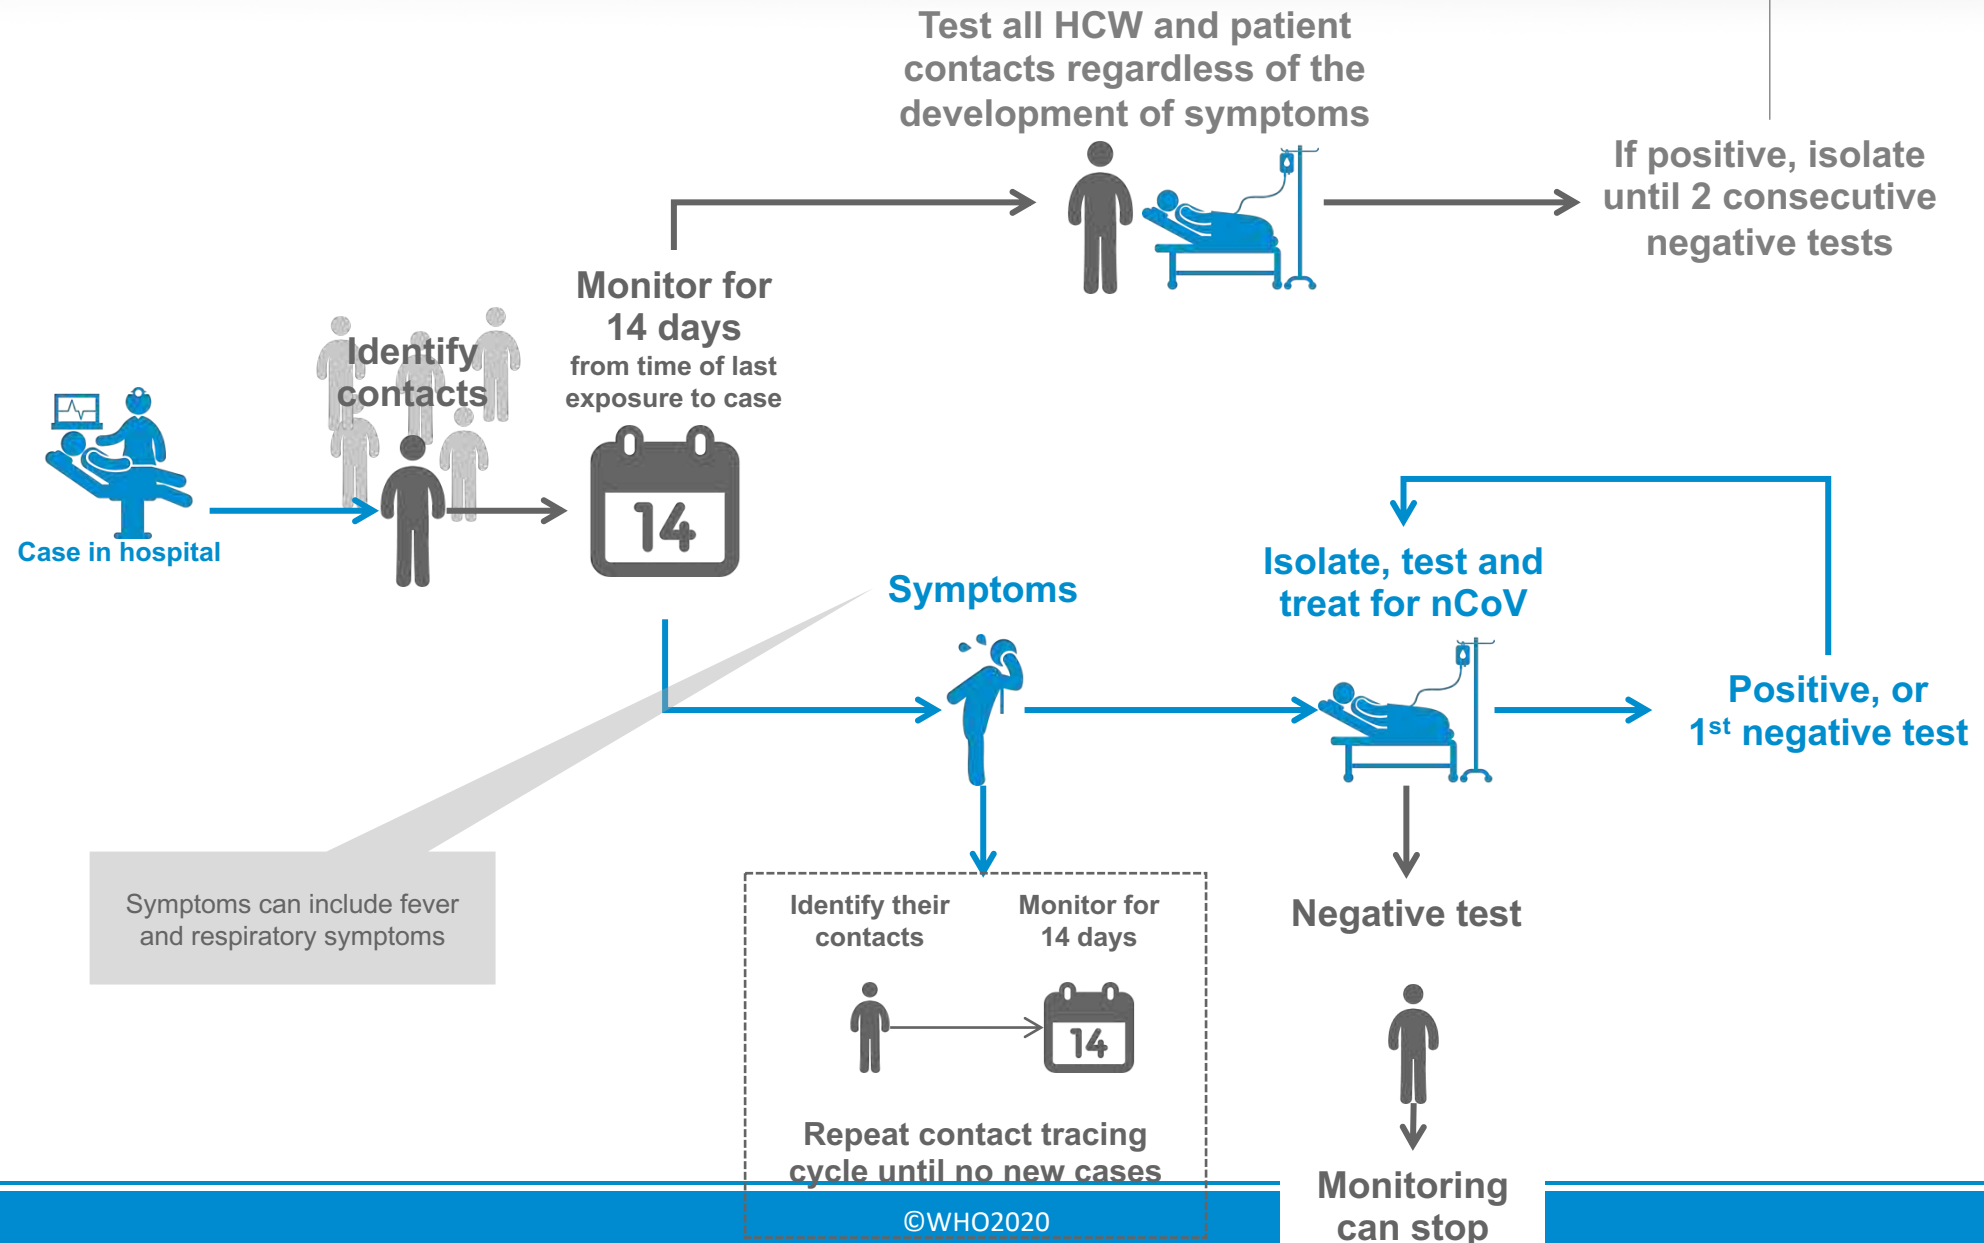 Test all HCW and patient
contacts regardless of the
development of symptoms
If positive, isolate
until 2 consecutive
negative tests
Monitor for
14 days
from time of last
exposure to case
Identify
contacts
14
Case in hospital
Symptoms
Isolate, test and
treat for nCoV
Positive, or
1st negative test
Symptoms can include fever
and respiratory symptoms
Identify their
contacts
Monitor for
14 days
14
Repeat contact tracing
cycle until no new cases
Negative test
Monitoring
can stop
©WHO2020